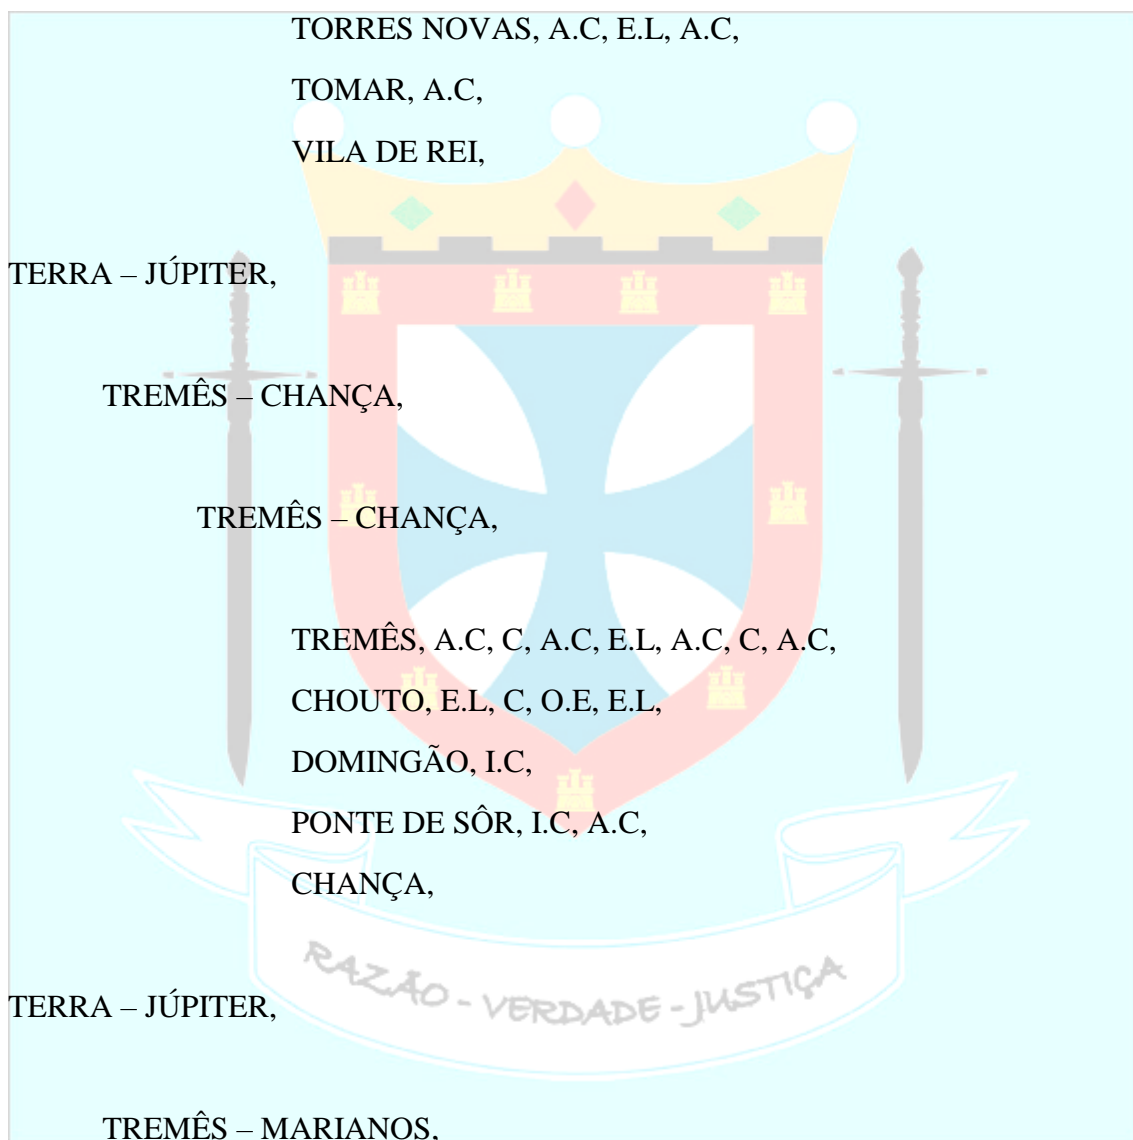 TORRES NOVAS, A.C, E.L, A.C,
TOMAR, A.C,
VILA DE REI,
TERRA – JÚPITER,
TREMÊS – CHANÇA,
TREMÊS – CHANÇA,
TREMÊS, A.C, C, A.C, E.L, A.C, C, A.C,
CHOUTO, E.L, C, O.E, E.L,
DOMINGÃO, I.C,
PONTE DE SÔR, I.C, A.C,
CHANÇA,
RAZÃO - VERDADE - JUSTIÇA
TERRA – JÚPITER,
TREMÊS – MARIANOS,